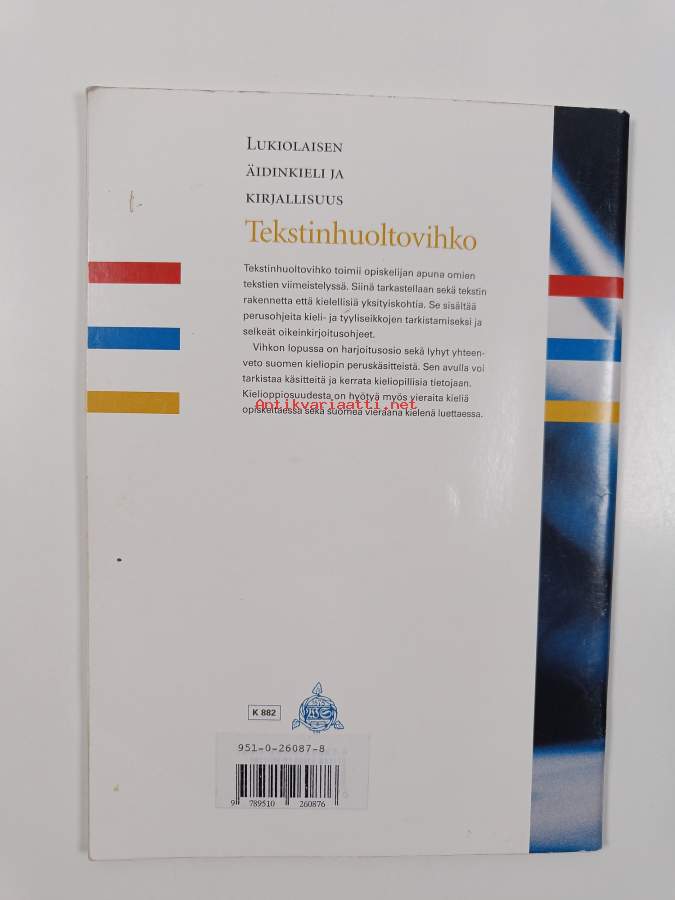 LUKIOLAISEN
ÄIDINKIELI JA
KIRJALLISUUS
Tekstinhuoltovihko
Tekstinhuoltovihko toimii opiskelijan apuna omien
tekstien viimeistelyssä. Siinä tarkastellaan sekä tekstin
rakennetta että kielellisiä yksityiskohtia. Se sisältää
perusohjeita kieli- ja tyyliseikkojen tarkistamiseksi ja
selkeät oikeinkirjoitusohjeet.
Vihkon lopussa on harjoitusosio sekä lyhyt yhteen-
veto suomen kieliopin peruskäsitteistä. Sen avulla voi
tarkistaa käsitteitä ja kerrata kieliopillisia tietojaan.
Kielioppiosuudesta on hyötyä myös vieraita kieliä
opiskeltaessa sekä suomea vieraana kielenä luettaessa.
Antikvariaatti.net
K 882
WS
951-0-26087-8
9 789510 260876